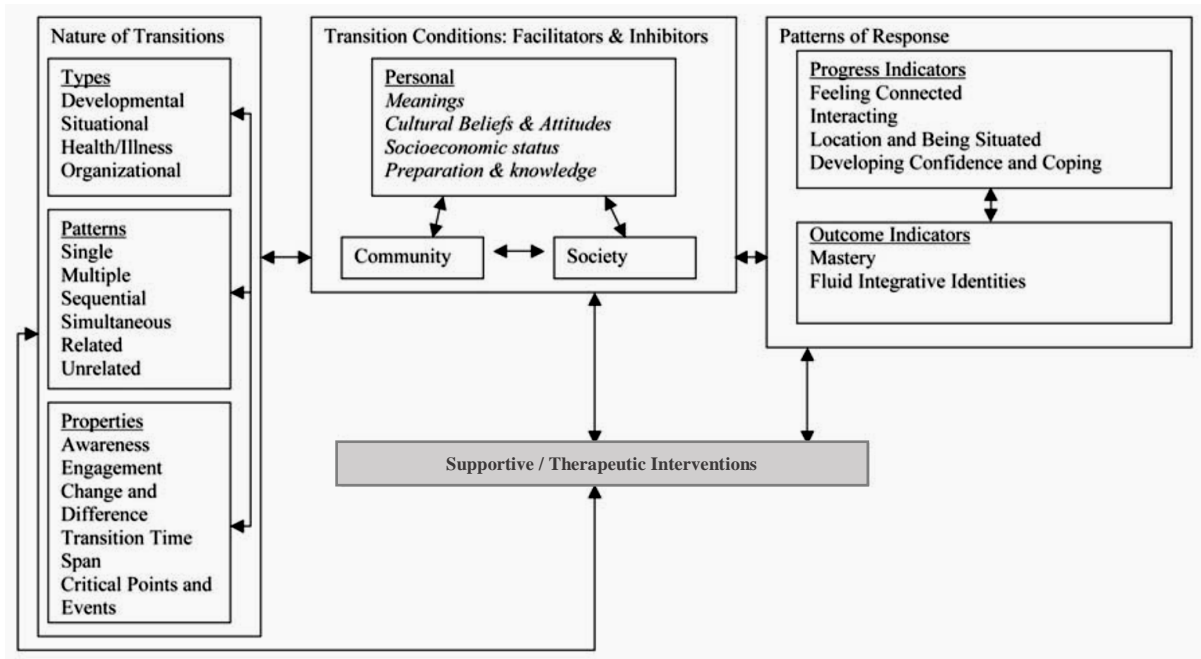 Nature of Transitions
Types
Developmental
Situational
Health/Illness
Organizational
Patterns
Single
Multiple
Sequential
Simultaneous
Related
Unrelated
Properties
Awareness
Engagement
Change and
Difference
Transition Time
Span
Critical Points and
Events
Transition Conditions: Facilitators & Inhibitors
Personal
Meanings
Cultural Beliefs & Attitudes
Socioeconomic status
Preparation & knowledge
Community
Society
Patterns of Response
Progress Indicators
Feeling Connected
Interacting
Location and Being Situated
Developing Confidence and Coping
Outcome Indicators
Mastery
Fluid Integrative Identities
Supportive / Therapeutic Interventions